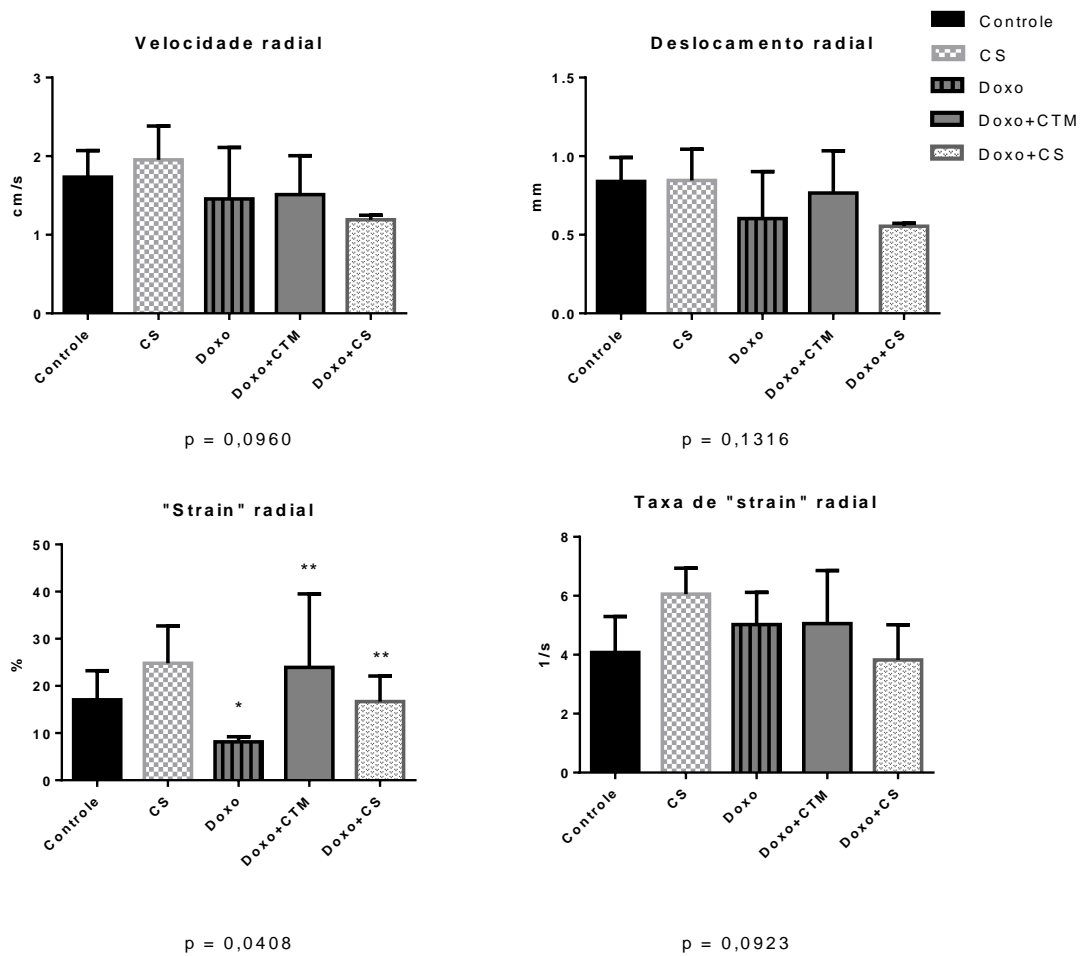 Velocidade radial
3
2
1
0
cm/s
Controle
CS
Doxo
Doxo+CTM
Doxo+CS
p = 0,0960
Deslocamento radial
1.5
1.0
0.5
0.0
mm
Controle
CS
Doxo
Doxo+CTM
Doxo+CS
p = 0,1316
Controle
CS
Doxo
Doxo+CTM
Doxo+CS
"Strain" radial
50
40
30
20
10
0
%
*
**
**
Controle
CS
Doxo
Doxo+CTM
Doxo+CS
p = 0,0408
Taxa de "strain" radial
8
6
4
2
0
1/s
Controle
CS
Doxo
Doxo+CTM
Doxo+CS
p = 0,0923